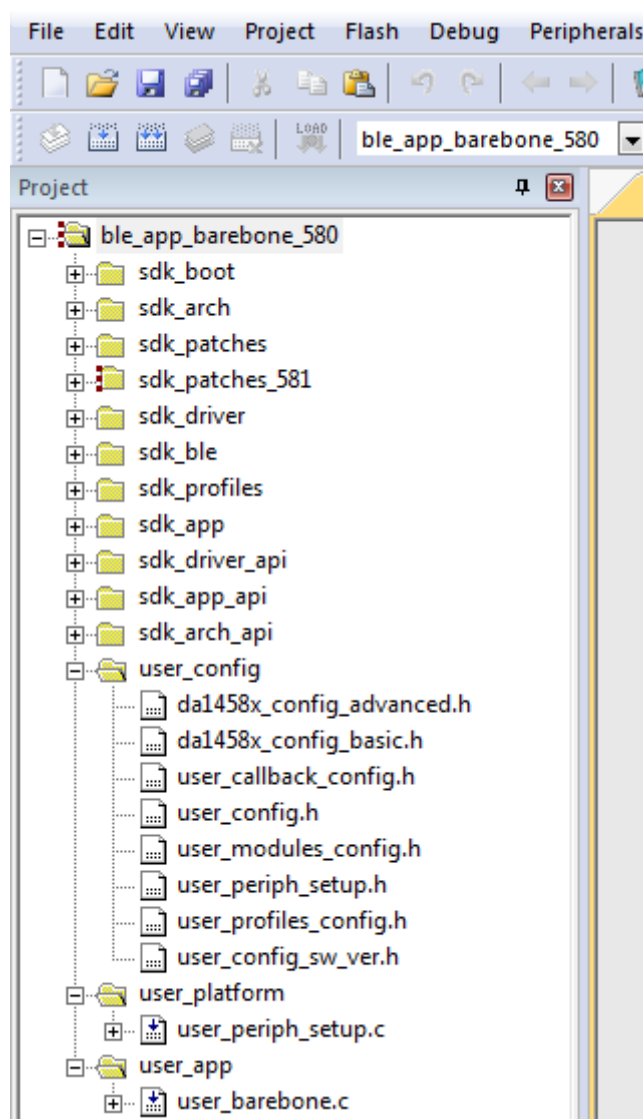 File Edit View Project Flash Debug Peripherals
LOAD
ble_app_barebone_580
Project
ble_app_barebone_580
sdk_boot
sdk_arch
sdk_patches
sdk_patches_581
sdk_driver
sdk_ble
sdk_profiles
sdk_app
sdk_driver_api
sdk_app_api
sdk_arch_api
user_config
da1458x_config_advanced.h
da1458x_config_basic.h
user_callback_config.h
user_config.h
user_modules_config.h
user_periph_setup.h
user_profiles_config.h
user_config_sw_ver.h
user_platform
user_periph_setup.c
user_app
user_barebone.c